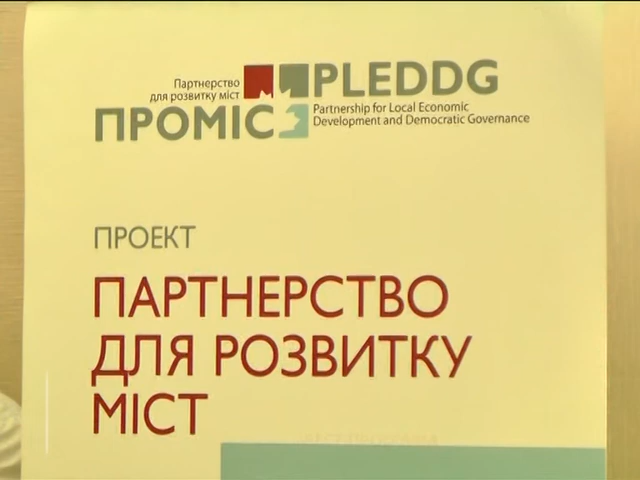 Партнерство
для розвитку міст
ПРОМІС
PLEDDG
Partnership for Local Economic
Development and Democratic Governance
ПРОЕКТ
ПАРТНЕРСТВО
ДЛЯ РОЗВИТКУ
МІСТ